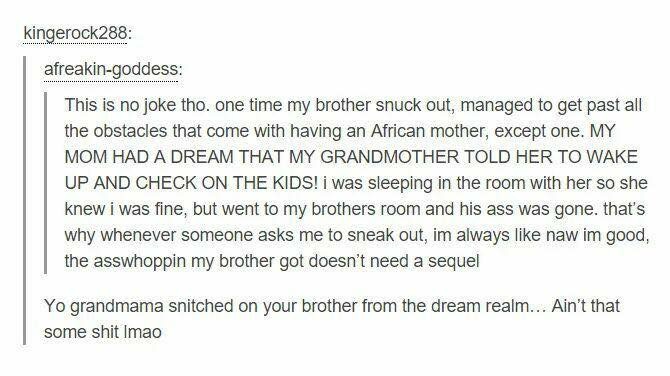 kingerock288:
afreakin-goddess:
This is no joke tho. one time my brother snuck out, managed to get past all
the obstacles that come with having an African mother, except one. MY
MOM HAD A DREAM THAT MY GRANDMOTHER TOLD HER TO WAKE
UP AND CHECK ON THE KIDS! i was sleeping in the room with her so she
knew i was fine, but went to my brothers room and his ass was gone. that's
why whenever someone asks me to sneak out, im always like naw im good,
the asswhoppin my brother got doesn't need a sequel
Yo grandmama snitched on your brother from the dream realm... Ain't that
some shit lmao